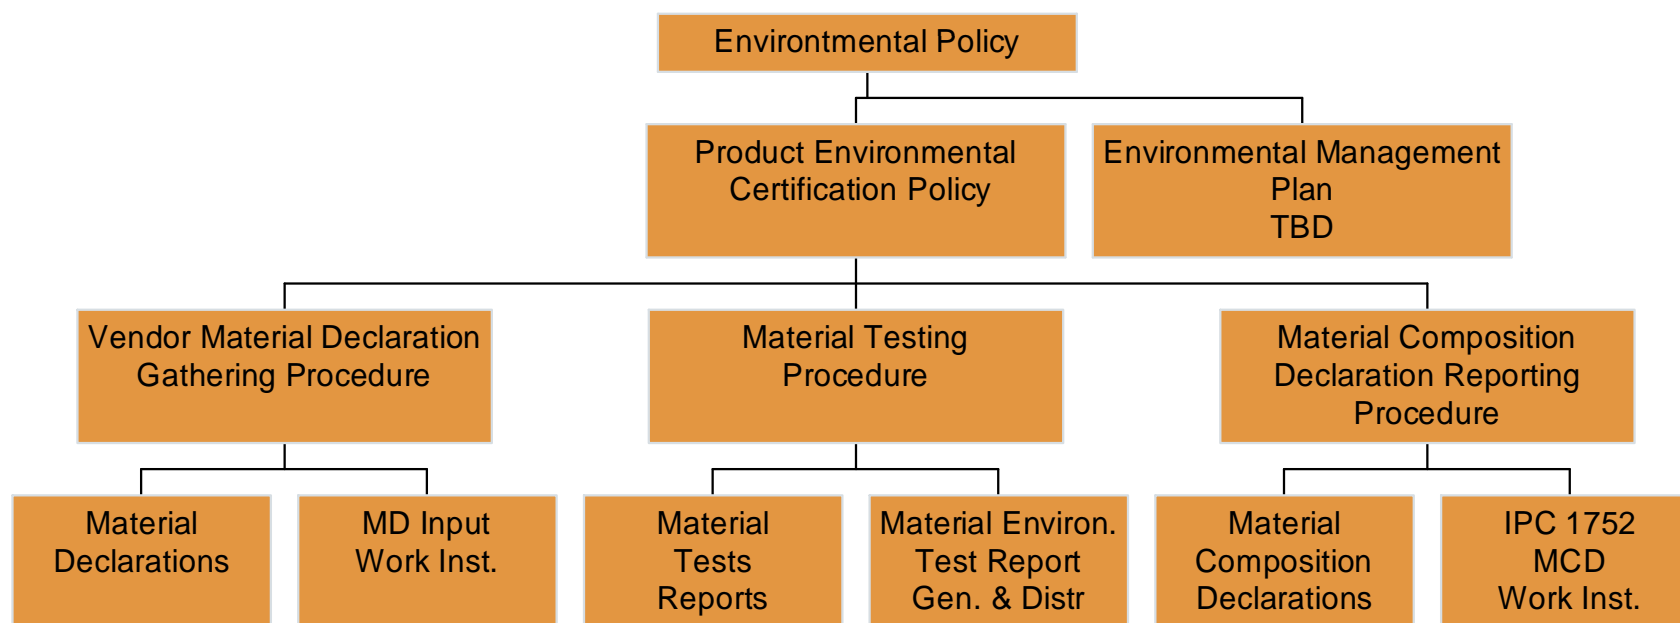 Environtmental Policy
Product Environmental
Certification Policy
Environmental Management
Plan
TBD
Vendor Material Declaration
Gathering Procedure
Material Testing
Procedure
Material Composition
Declaration Reporting
Procedure
Material
Declarations
MD Input
Work Inst.
Material
Tests
Reports
Material Environ.
Test Report
Gen. & Distr
Material
Composition
Declarations
IPC 1752
MCD
Work Inst.